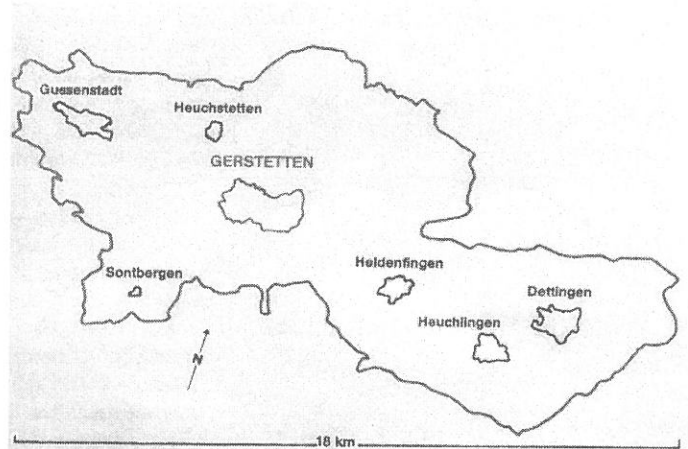 Gussenstadt
Heuchstetten
GERSTETTEN
Sontbergen
Heldenfingen
Dettingen
Heuchlingen
N
18 km